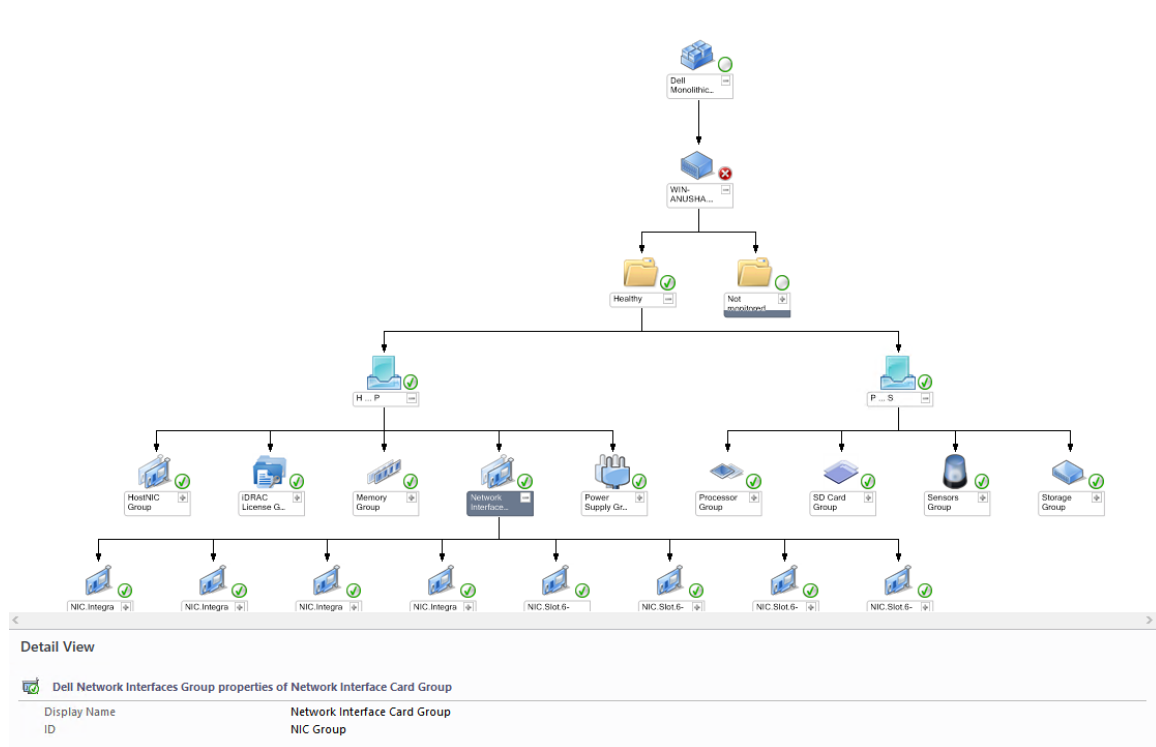 Dell
Monolithic...
WIN-
ANUSHA...
Healthy
Not
monitored
H ... P
P ... S
HostNIC
Group
iDRAC
License G...
Memory
Group
Network
Interface...
Power
Supply Gr...
Processor
Group
SD Card
Group
Sensors
Group
Storage
Group
NIC.Integra
NIC.Integra
NIC.Integra
NIC.Integra
NIC.Slot.6-
NIC.Slot.6-
NIC.Slot.6-
NIC.Slot.6-
Detail View
Dell Network Interfaces Group properties of Network Interface Card Group
Display Name Network Interface Card Group
ID NIC Group